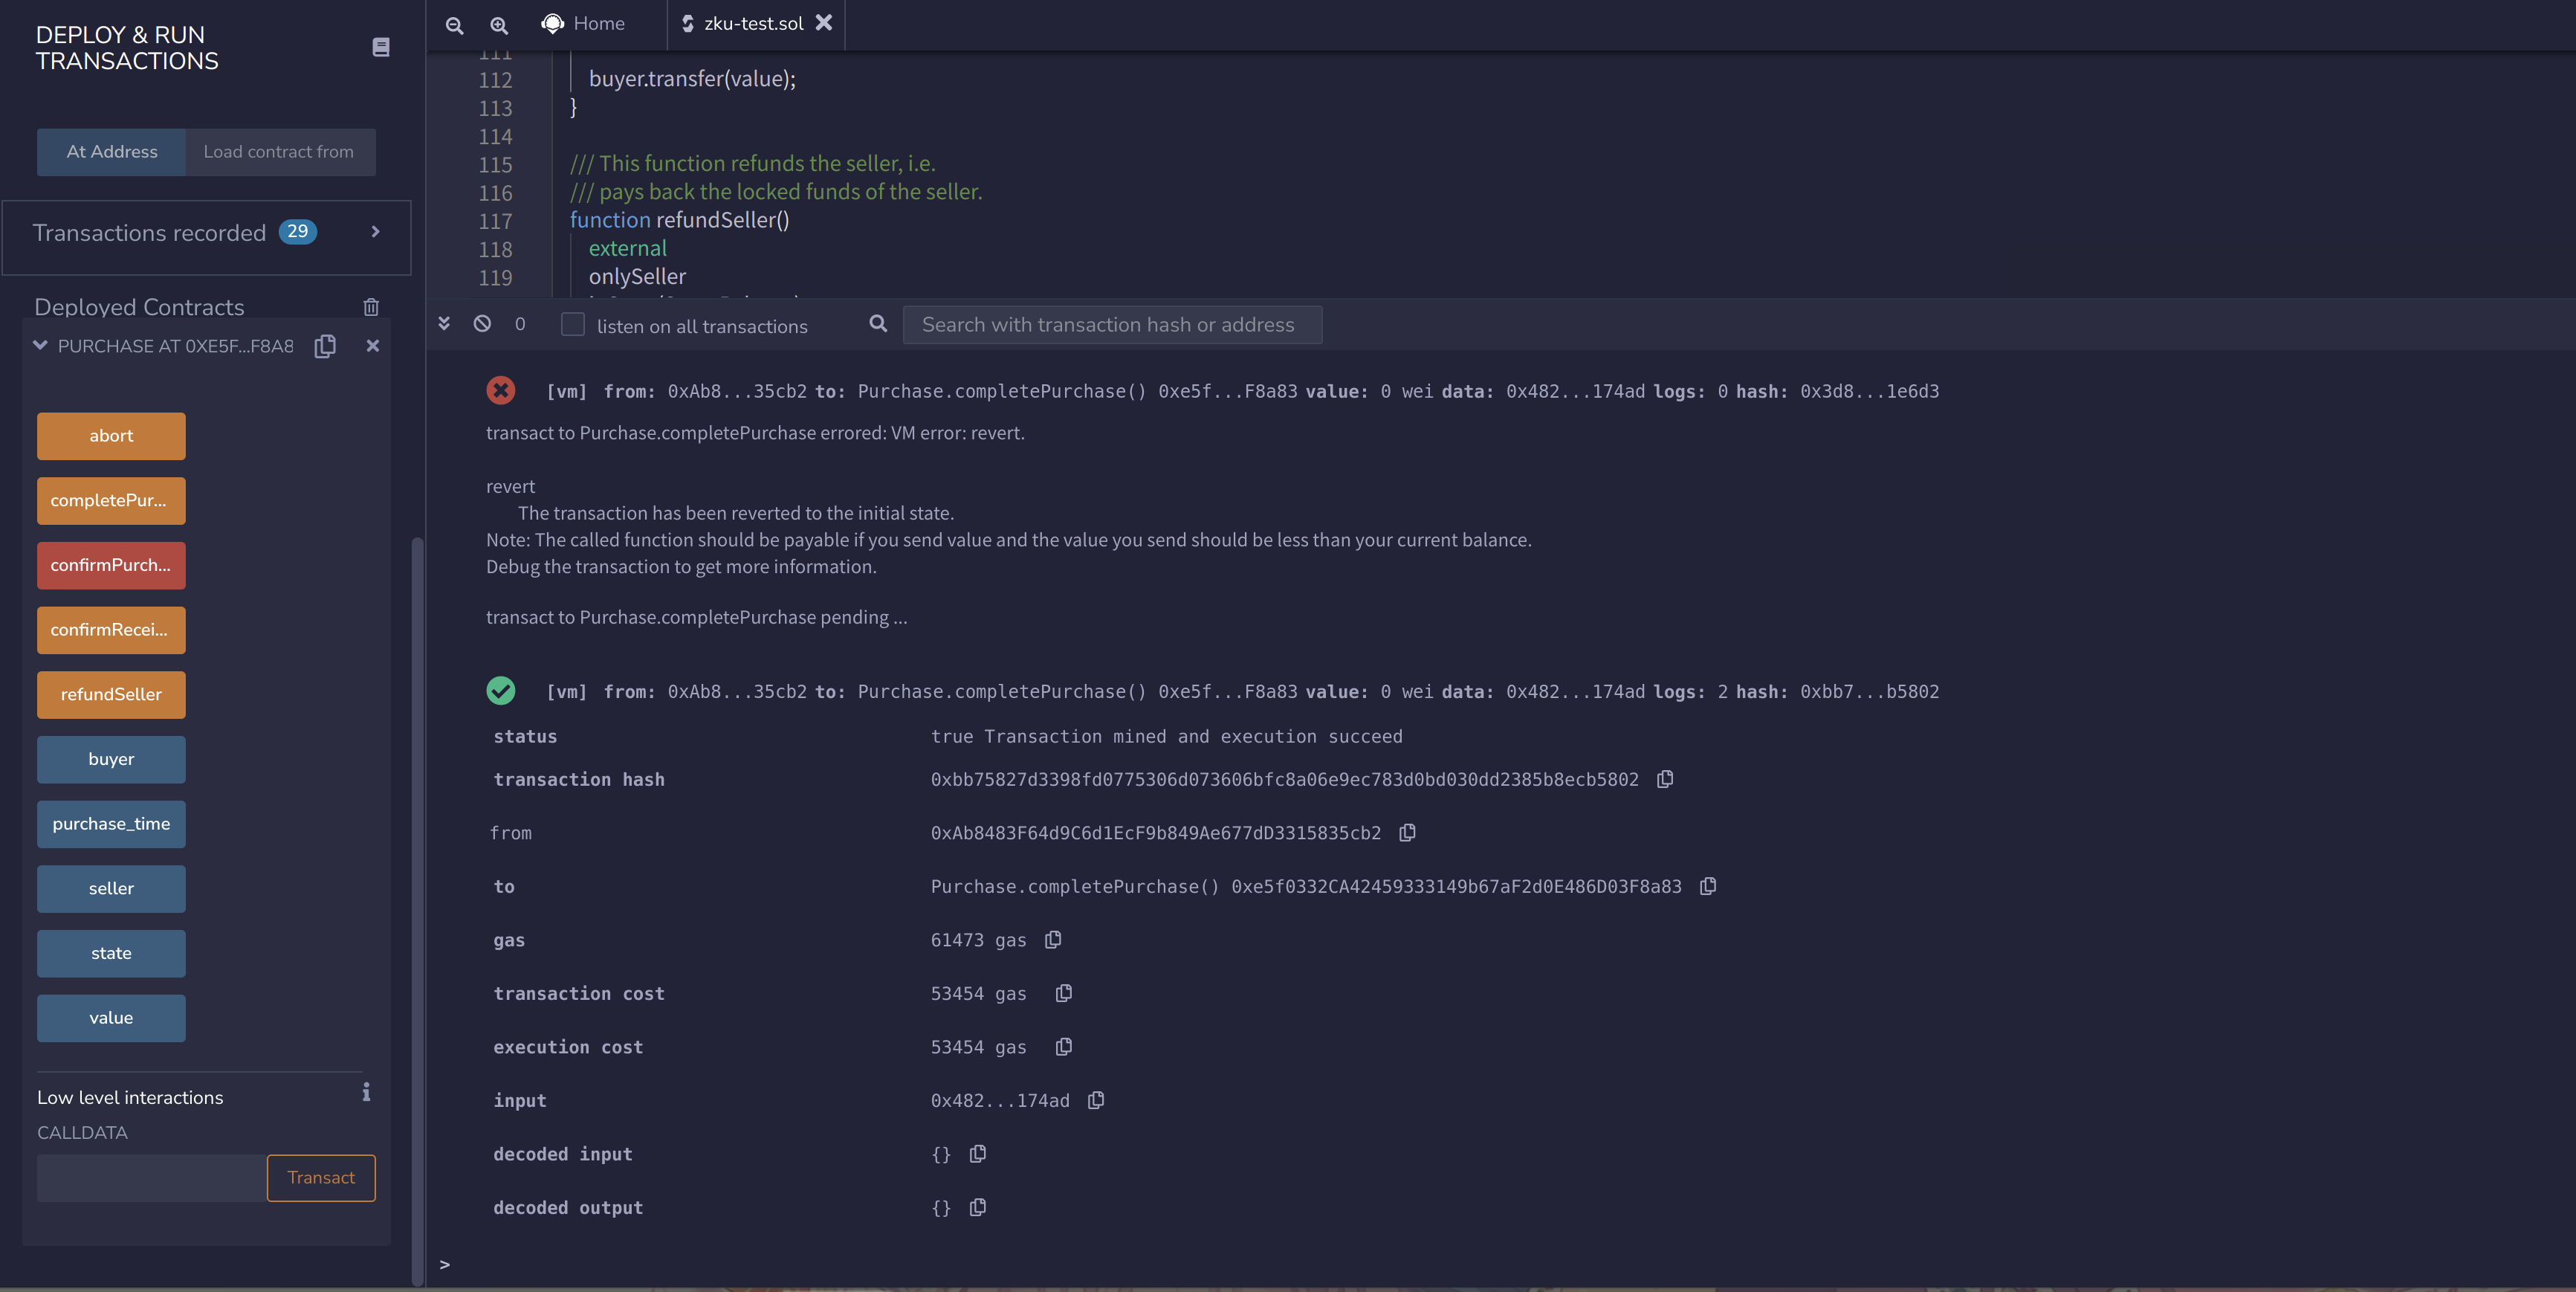 DEPLOY & RUN
TRANSACTIONS
At Address
Load contract from
Transactions recorded 29
Deployed Contracts
PURCHASE AT 0XE5F...F8A8
abort
completePur...
confirmPurch...
confirmRecei...
refundSeller
buyer
purchase_time
seller
state
value
Low level interactions
CALLDATA
Transact
Home
zku-test.sol
111
112 buyer.transfer(value);
113 }
114
115 /// This function refunds the seller, i.e.
116 /// pays back the locked funds of the seller.
117 function refundSeller()
118 external
119 onlySeller
0 listen on all transactions
Search with transaction hash or address
[vm] from: 0xAb8...35cb2 to: Purchase.completePurchase() 0xe5f...F8a83 value: 0 wei data: 0x482...174ad logs: 0 hash: 0x3d8...1e6d3
transact to Purchase.completePurchase errored: VM error: revert.
revert
The transaction has been reverted to the initial state.
Note: The called function should be payable if you send value and the value you send should be less than your current balance.
Debug the transaction to get more information.
transact to Purchase.completePurchase pending ...
[vm] from: 0xAb8...35cb2 to: Purchase.completePurchase() 0xe5f...F8a83 value: 0 wei data: 0x482...174ad logs: 2 hash: 0xbb7...b5802
status true Transaction mined and execution succeed
transaction hash 0xbb75827d3398fd0775306d073606bfc8a06e9ec783d0bd030dd2385b8ecb5802
from 0xAb8483F64d9C6d1EcF9b849Ae677dD3315835cb2
to Purchase.completePurchase() 0xe5f0332CA42459333149b67aF2d0E486D03F8a83
gas 61473 gas
transaction cost 53454 gas
execution cost 53454 gas
input 0x482...174ad
decoded input {}
decoded output {}
>